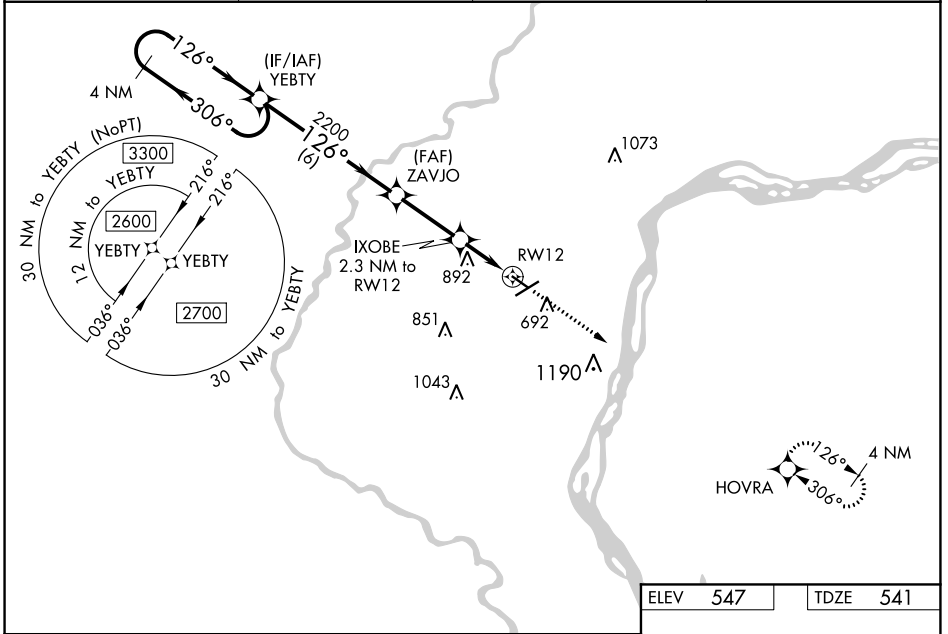 126°
4 NM
306°
(IF/IAF)
YEBTY
2200
126°
(6)
(FAF)
ZAVJO
1073
30 NM to YEBTY (NoPT)
3300
12 NM to YEBTY
2600
216°
216°
YEBTY
YEBTY
036°
036°
2700
30 NM to YEBTY
IXOBE
2.3 NM to
RW12
892
RW12
692
851
1043
1190
HOVRA
126°
306°
4 NM
ELEV 547
TDZE 541